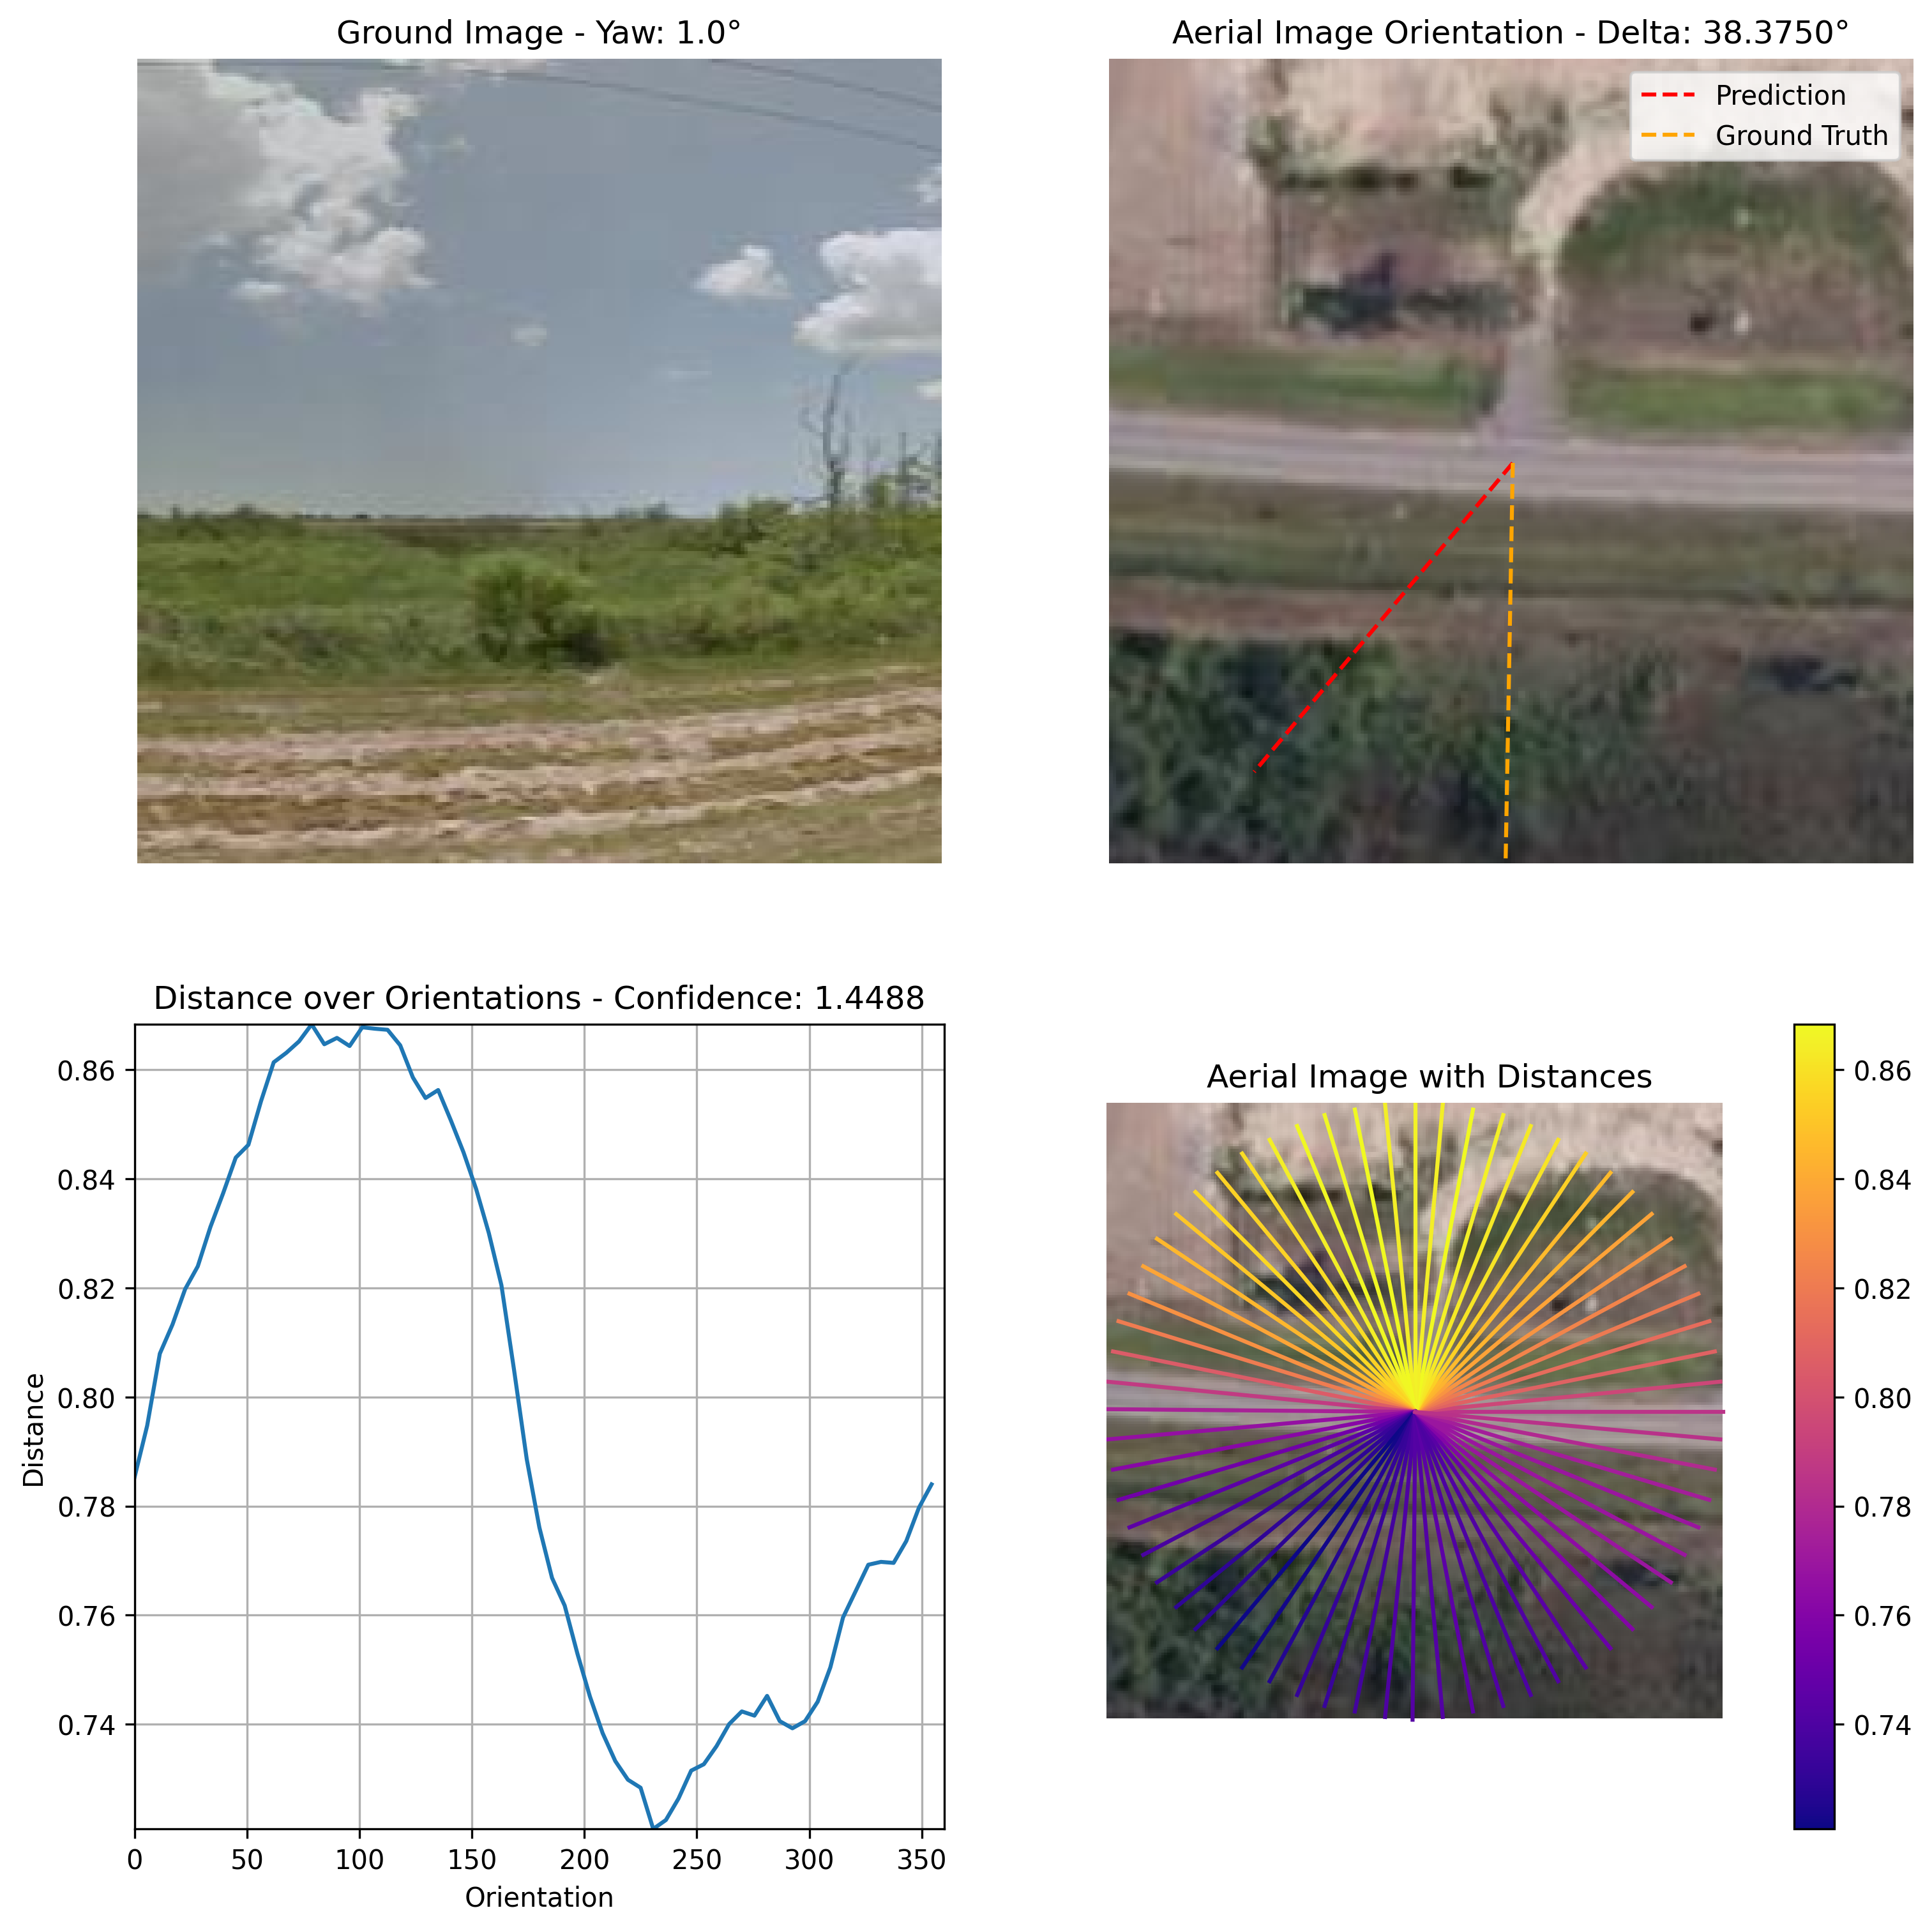 Ground Image - Yaw: 1.0°
Aerial Image Orientation - Delta: 38.3750°
Prediction
Ground Truth
Distance over Orientations - Confidence: 1.4488
0.86
0.84
0.82
0.80
0.78
0.76
0.74
Distance
0
50
100
150
200
250
300
350
Orientation
Aerial Image with Distances
0.86
0.84
0.82
0.80
0.78
0.76
0.74